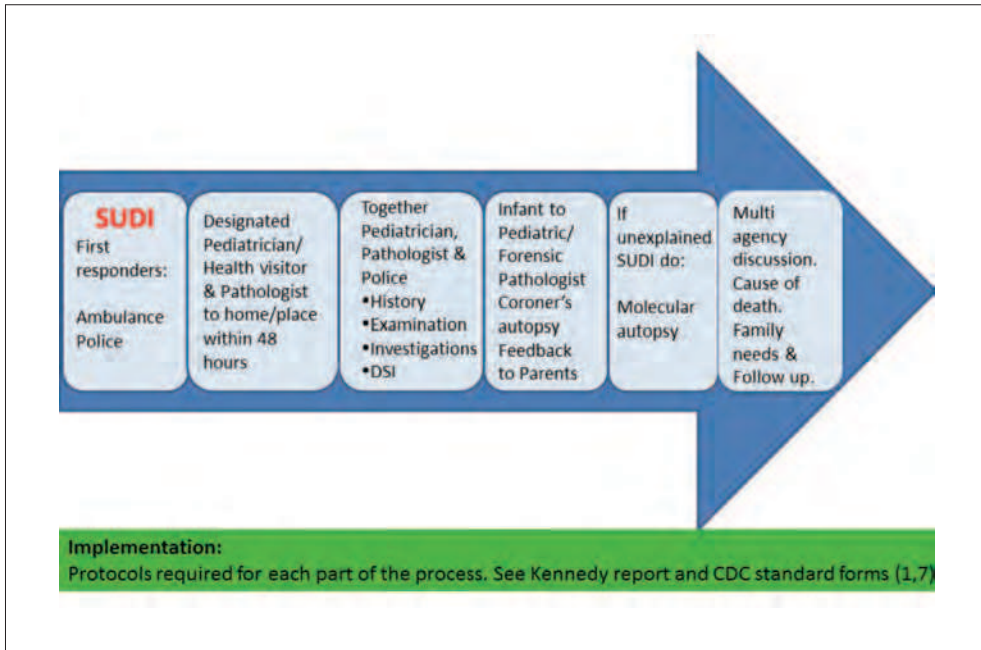 SUDI
First
responders:
Ambulance
Police
Designated
Pediatrician/
Health visitor
& Pathologist
to home/place
within 48
hours
Together
Pediatrician,
Pathologist &
Police
•History
•Examination
•Investigations
•DSI
Infant to
Pediatric/
Forensic
Pathologist
Coroner's
autopsy
Feedback
to Parents
If
unexplained
SUDI do:
Molecular
autopsy
Multi
agency
discussion.
Cause of
death.
Family
needs &
Follow up.
Implementation:
Protocols required for each part of the process. See Kennedy report and CDC standard forms (1,7)